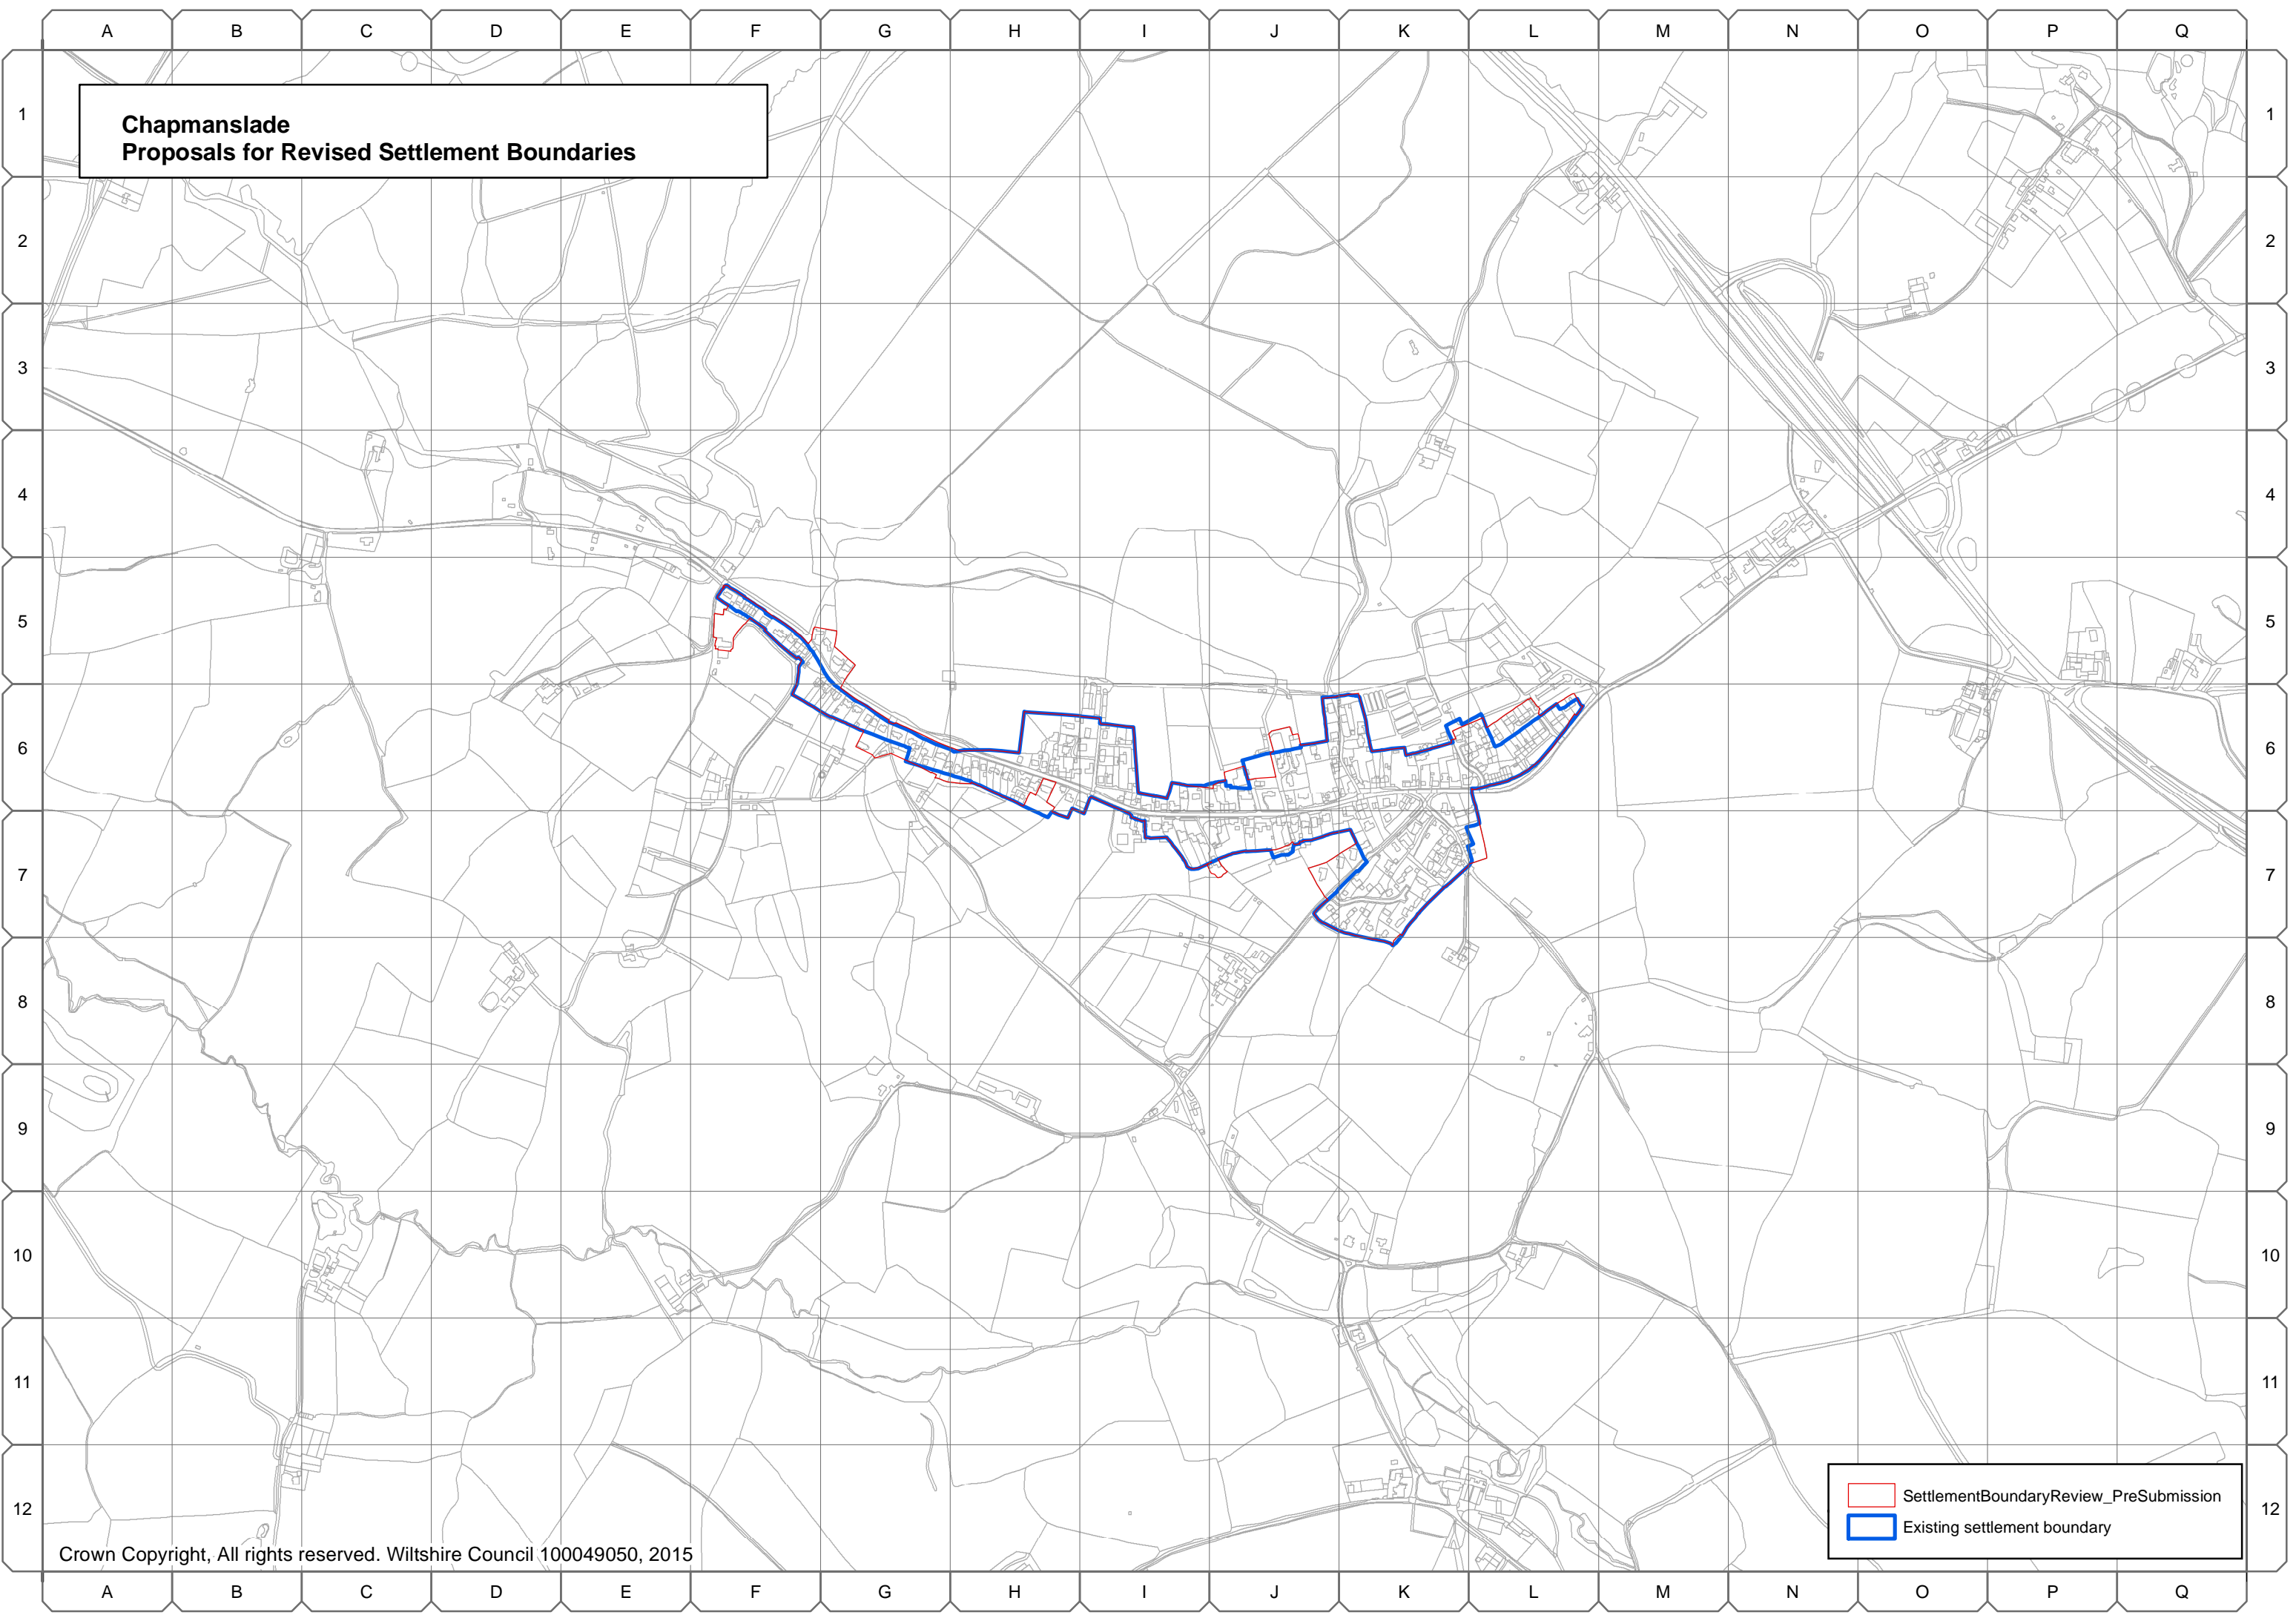 A B C D E F G H I J K L M N O P Q
Chapmanslade
Proposals for Revised Settlement Boundaries
1 1
2 2
3 3
4 4
5 5
6 6
7 7
8 8
9 9
10 10
11 11
12 12
SettlementBoundaryReview_PreSubmission
Existing settlement boundary
Crown Copyright, All rights reserved. Wiltshire Council 100049050, 2015
A B C D E F G H I J K L M N O P Q